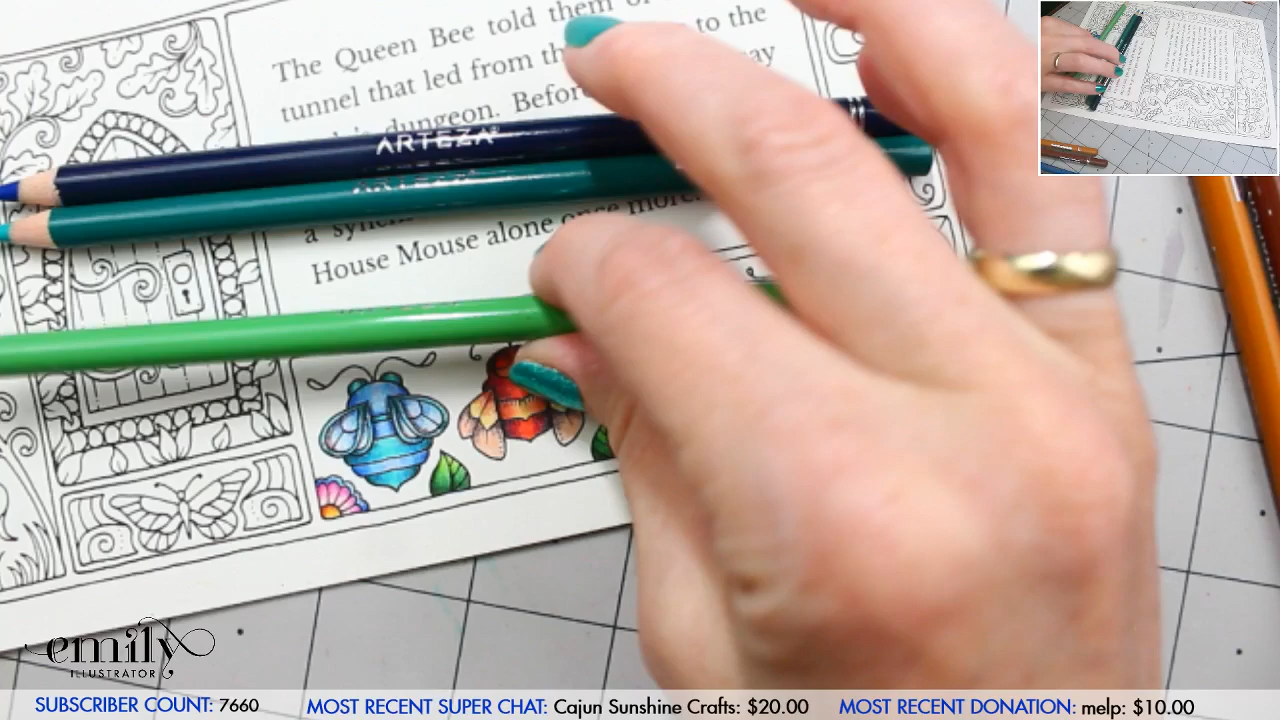 The Queen Bee told them
tunnel that led from to the
dungeon. Before
ARTEZA
ARTEZA
a
House Mouse alone once more.
emily
ILLUSTRATOR
SUBSCRIBER COUNT: 7660 MOST RECENT SUPER CHAT: Cajun Sunshine Crafts: $20.00 MOST RECENT DONATION: melp: $10.00